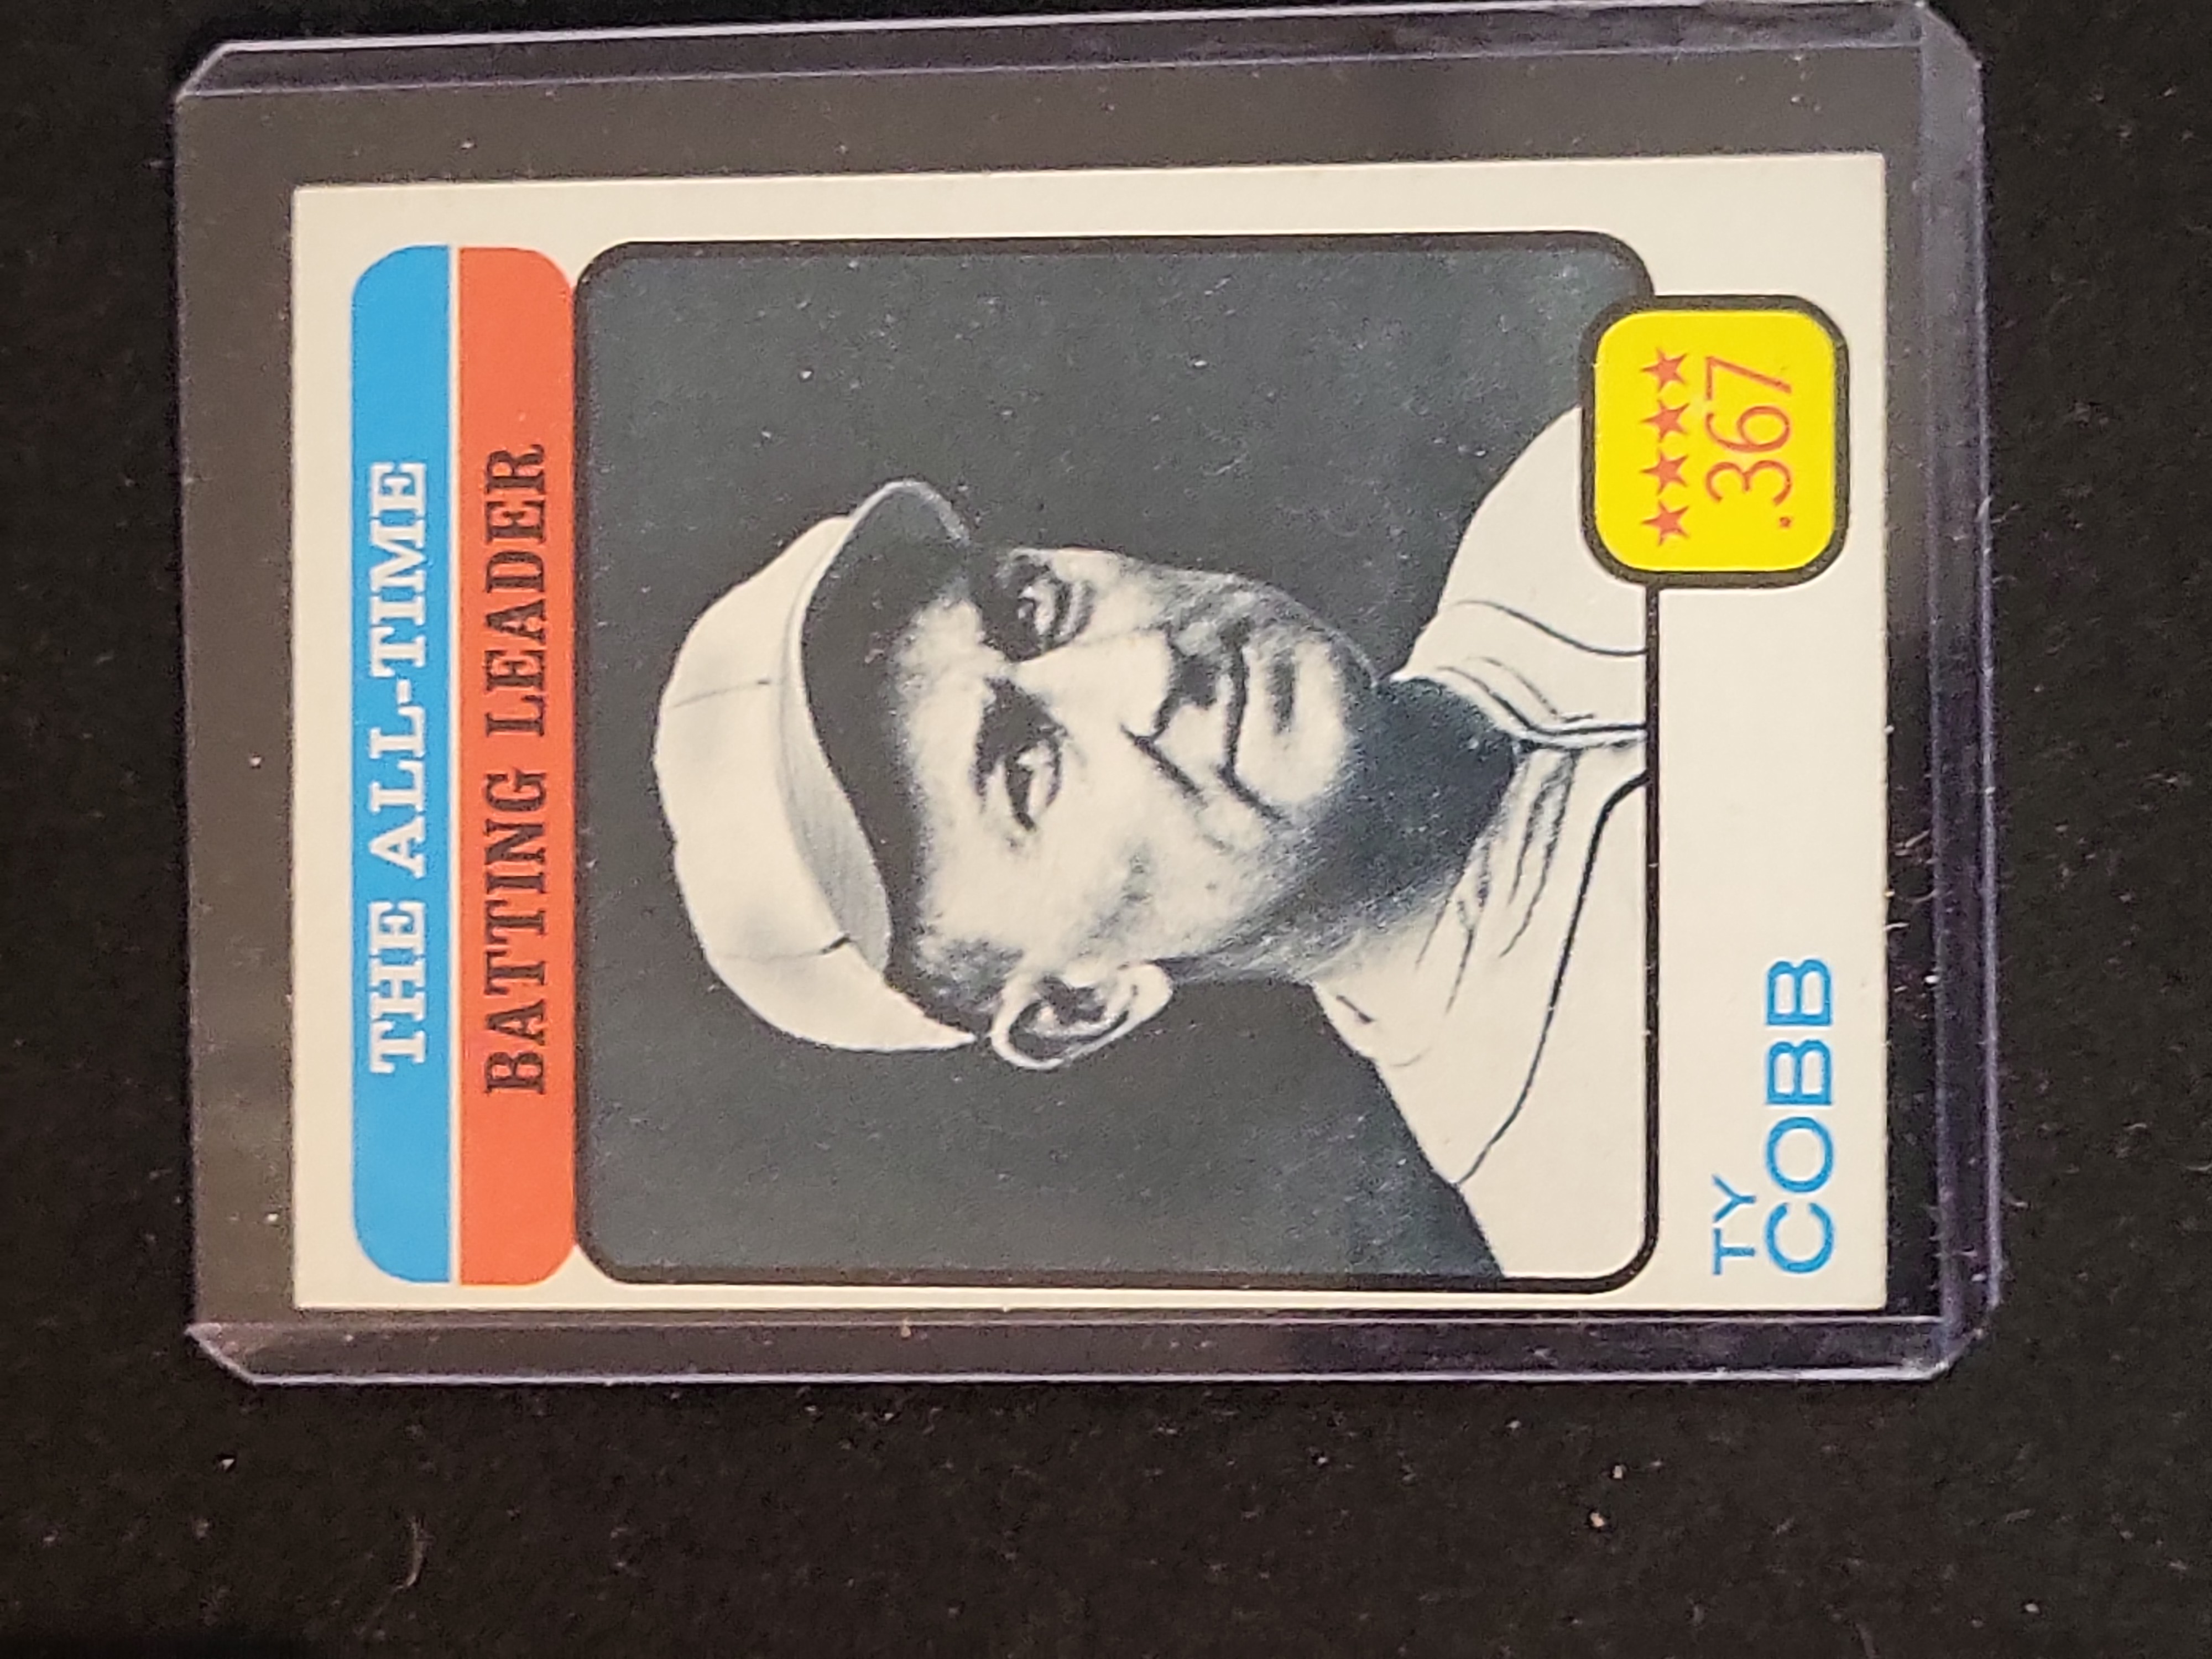 THE ALL-TIME
BATTING LEADER
.367
TY
COBB